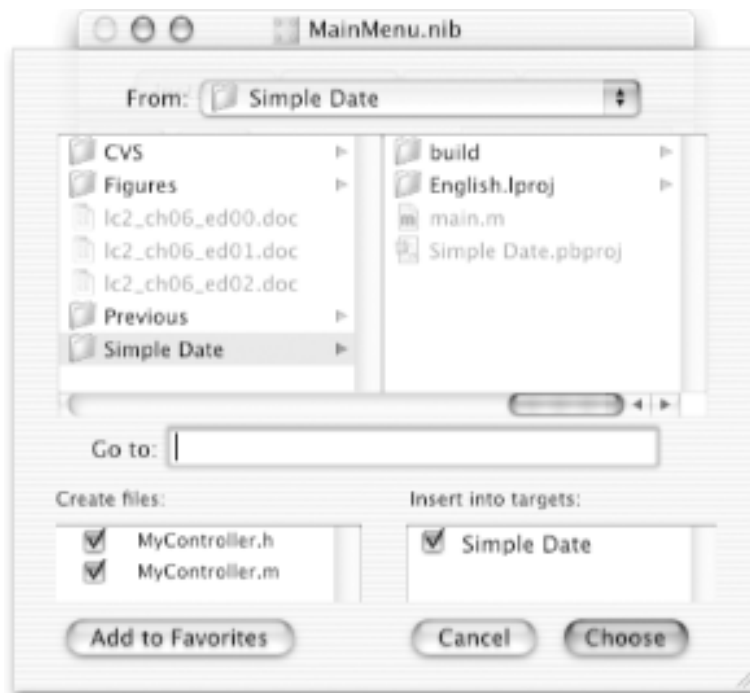 MainMenu.nib
From: Simple Date
CVS
Figures
lc2_ch06_ed00.doc
lc2_ch06_ed01.doc
lc2_ch06_ed02.doc
Previous
Simple Date
build
English.lproj
main.m
Simple Date.pbproj
Go to:
Create files:
MyController.h
MyController.m
Insert into targets:
Simple Date
Add to Favorites
Cancel
Choose